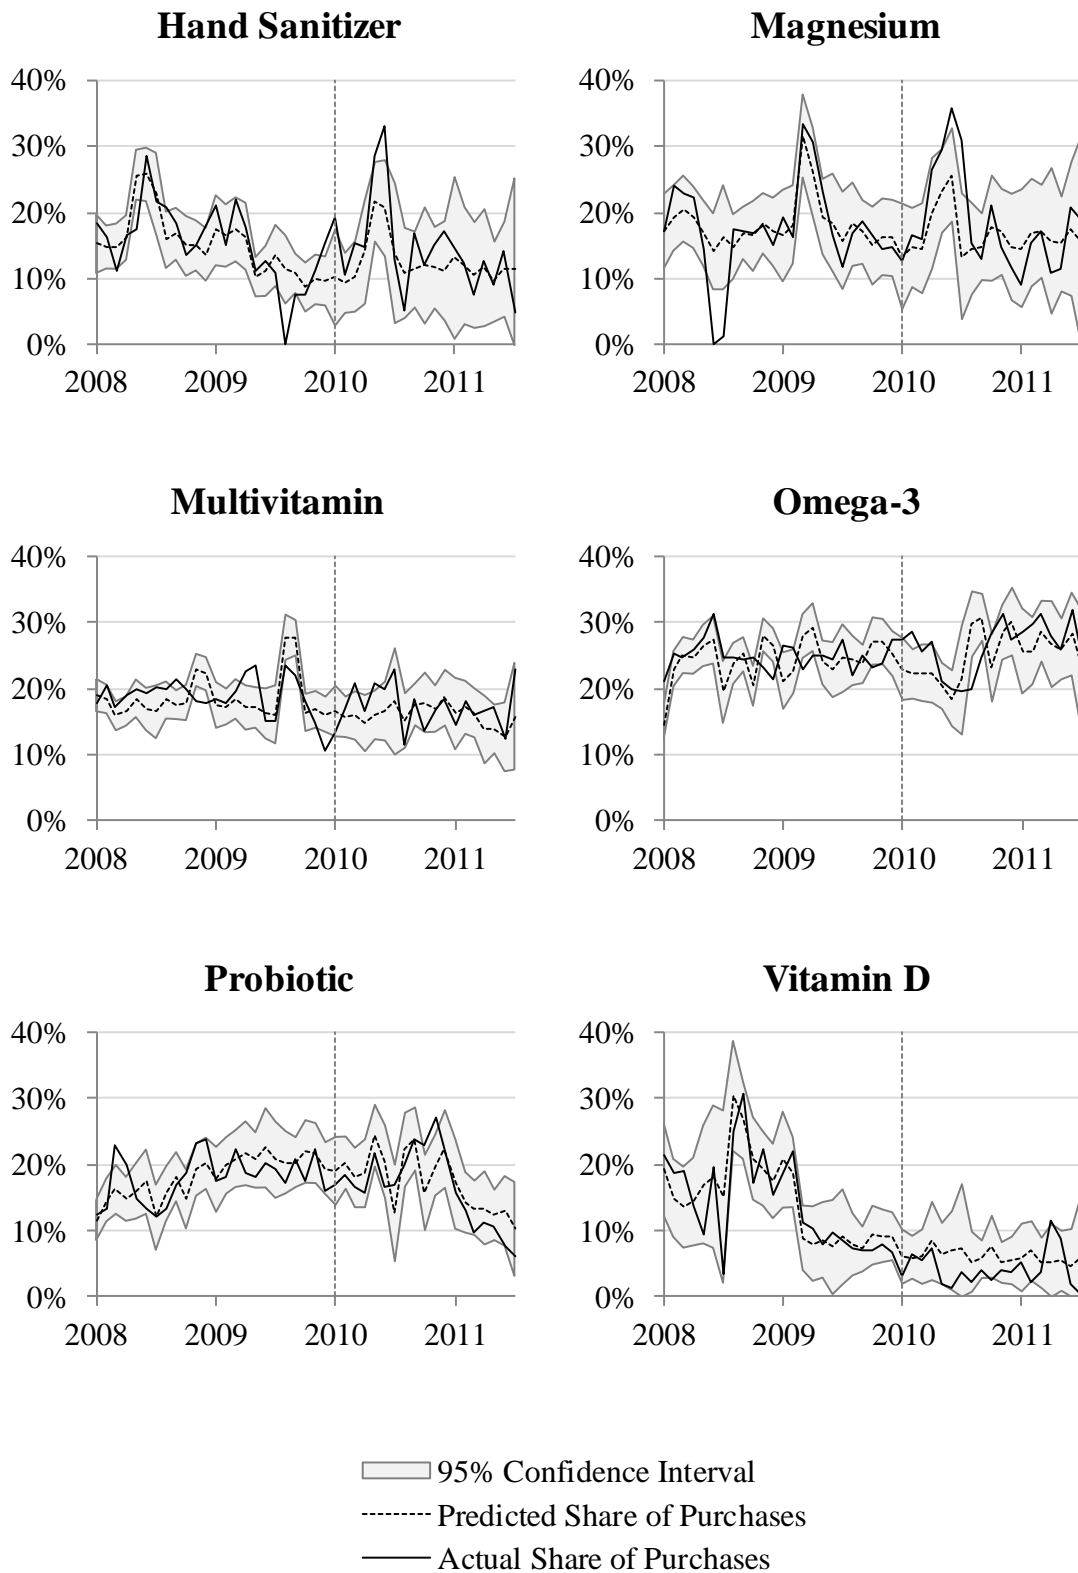 Hand Sanitizer
40%
30%
20%
10%
0%
2008 2009 2010 2011
Magnesium
40%
30%
20%
10%
0%
2008 2009 2010 2011
Multivitamin
40%
30%
20%
10%
0%
2008 2009 2010 2011
Omega-3
40%
30%
20%
10%
0%
2008 2009 2010 2011
Probiotic
40%
30%
20%
10%
0%
2008 2009 2010 2011
Vitamin D
40%
30%
20%
10%
0%
2008 2009 2010 2011
95% Confidence Interval
Predicted Share of Purchases
Actual Share of Purchases